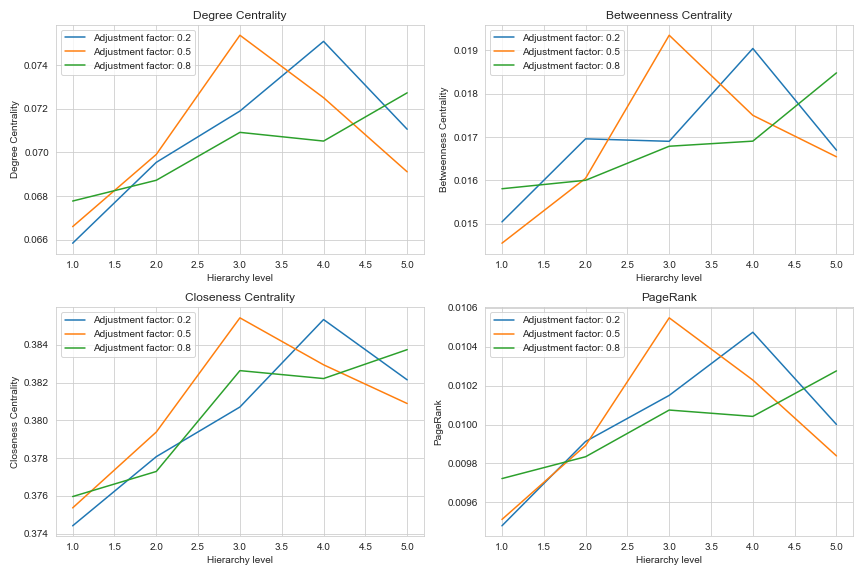 Degree Centrality
Adjustment factor: 0.2
Adjustment factor: 0.5
Adjustment factor: 0.8
Degree Centrality
0.074
0.072
0.070
0.068
0.066
1.0 1.5 2.0 2.5 3.0 3.5 4.0 4.5 5.0
Hierarchy level
Betweenness Centrality
Adjustment factor: 0.2
Adjustment factor: 0.5
Adjustment factor: 0.8
Betweenness Centrality
0.019
0.018
0.017
0.016
0.015
1.0 1.5 2.0 2.5 3.0 3.5 4.0 4.5 5.0
Hierarchy level
Closeness Centrality
Adjustment factor: 0.2
Adjustment factor: 0.5
Adjustment factor: 0.8
Closeness Centrality
0.384
0.382
0.380
0.378
0.376
0.374
1.0 1.5 2.0 2.5 3.0 3.5 4.0 4.5 5.0
Hierarchy level
PageRank
Adjustment factor: 0.2
Adjustment factor: 0.5
Adjustment factor: 0.8
PageRank
0.0106
0.0104
0.0102
0.0100
0.0098
0.0096
1.0 1.5 2.0 2.5 3.0 3.5 4.0 4.5 5.0
Hierarchy level